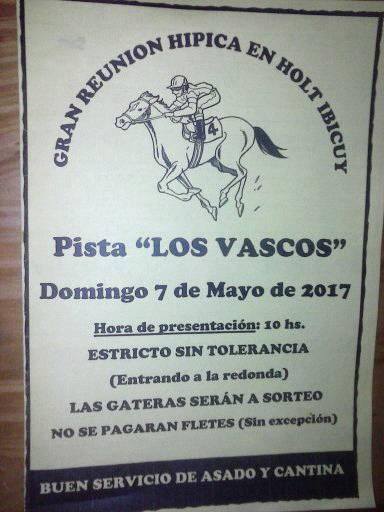 GRAN REUNION HIPICA EN HOLT IBICUY
4
Pista "LOS VASCOS"
Domingo 7 de Mayo de 2017
Hora de presentación: 10 hs.
ESTRICTO SIN TOLERANCIA
(Entrando a la redonda)
LAS GATERAS SERÁN A SORTEO
NO SE PAGARAN FLETES (Sin excepción)
BUEN SERVICIO DE ASADO Y CANTINA